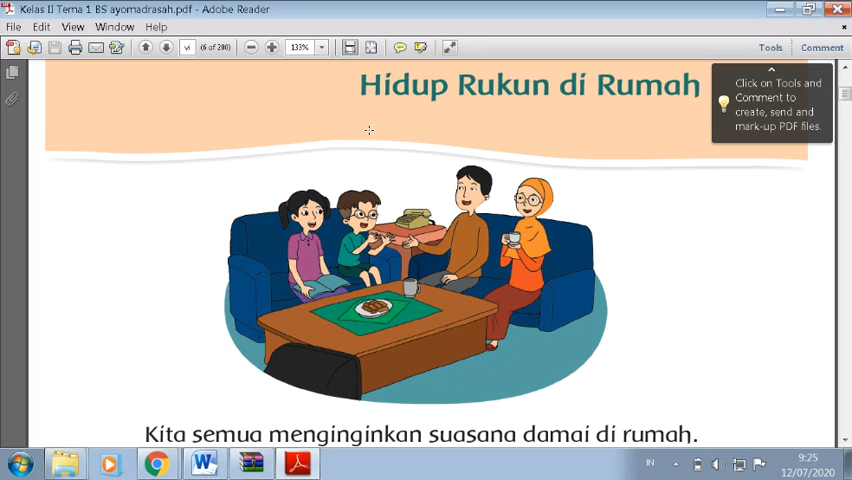 Kelas II Tema 1 BS ayomadrasah.pdf - Adobe Reader
File Edit View Window Help
vi (6 of 200) 133% Tools Comment
Hidup Rukun di Rumah
Click on Tools and
Comment to
create, send and
mark-up PDF files.
Kita semua menginginkan suasana damai di rumah.
IN 9:25
12/07/2020